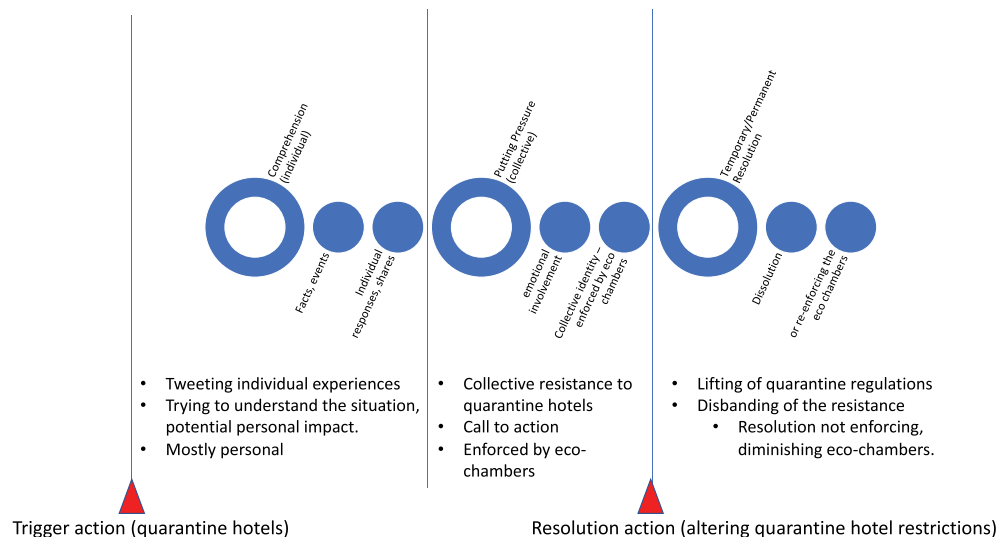 Comprehension
(individual)
Facts, events
Individual
responses, shares
Putting Pressure
(collective)
emotional
involvement
Collective identity –
enforced by eco
chambers
Temporary/Permanent
Resolution
Dissolution
or re-enforcing the
eco chambers
• Tweeting individual experiences
• Trying to understand the situation,
potential personal impact.
• Mostly personal
• Collective resistance to
quarantine hotels
• Call to action
• Enforced by eco-
chambers
• Lifting of quarantine regulations
• Disbanding of the resistance
• Resolution not enforcing,
diminishing eco-chambers.
Trigger action (quarantine hotels)
Resolution action (altering quarantine hotel restrictions)